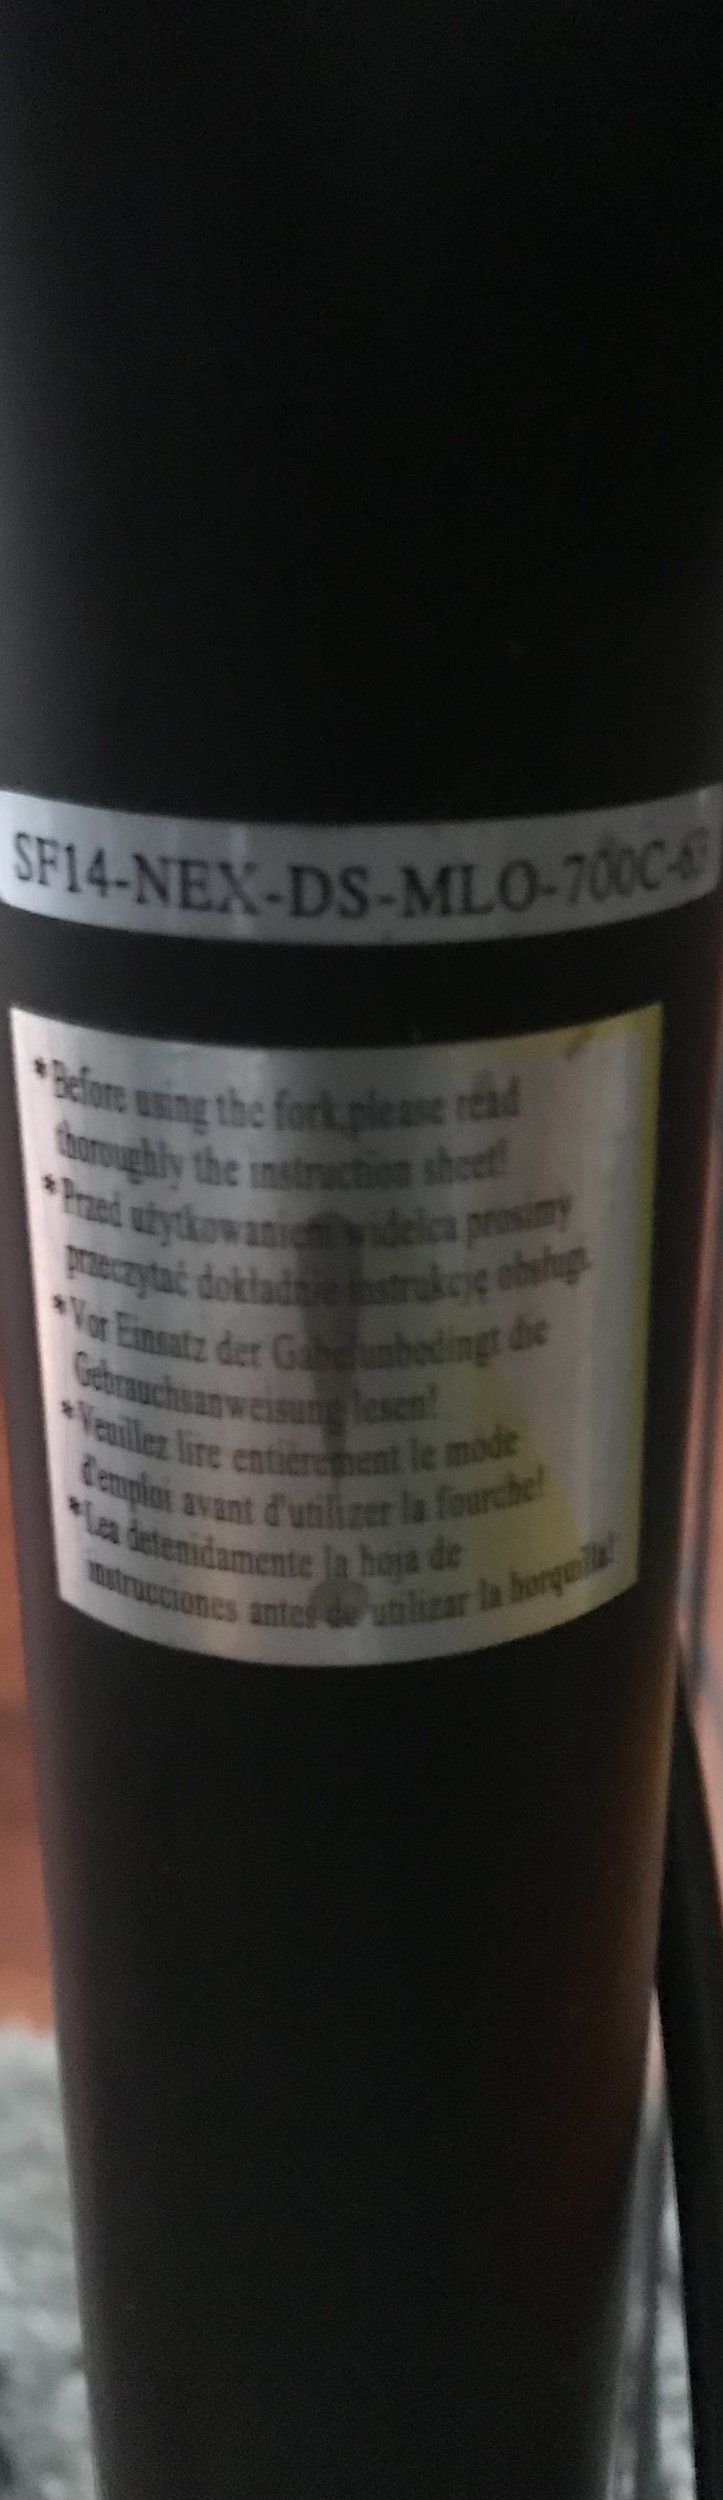 SF14-NEX-DS-MLO-700C-63
*Before using the fork,please read
thoroughly the instruction sheet!
*Przed użytkowaniem widelca prosimy
przeczytać dokładnie instrukcję obsługi.
*Vor Einsatz der Gabel unbedingt die
Gebrauchsanweisung lesen!
*Veuillez lire entièrement le mode
d'emploi avant d'utilizer la fourche!
*Lea detenidamente la hoja de
instrucciones antes de utilizar la horquilla!